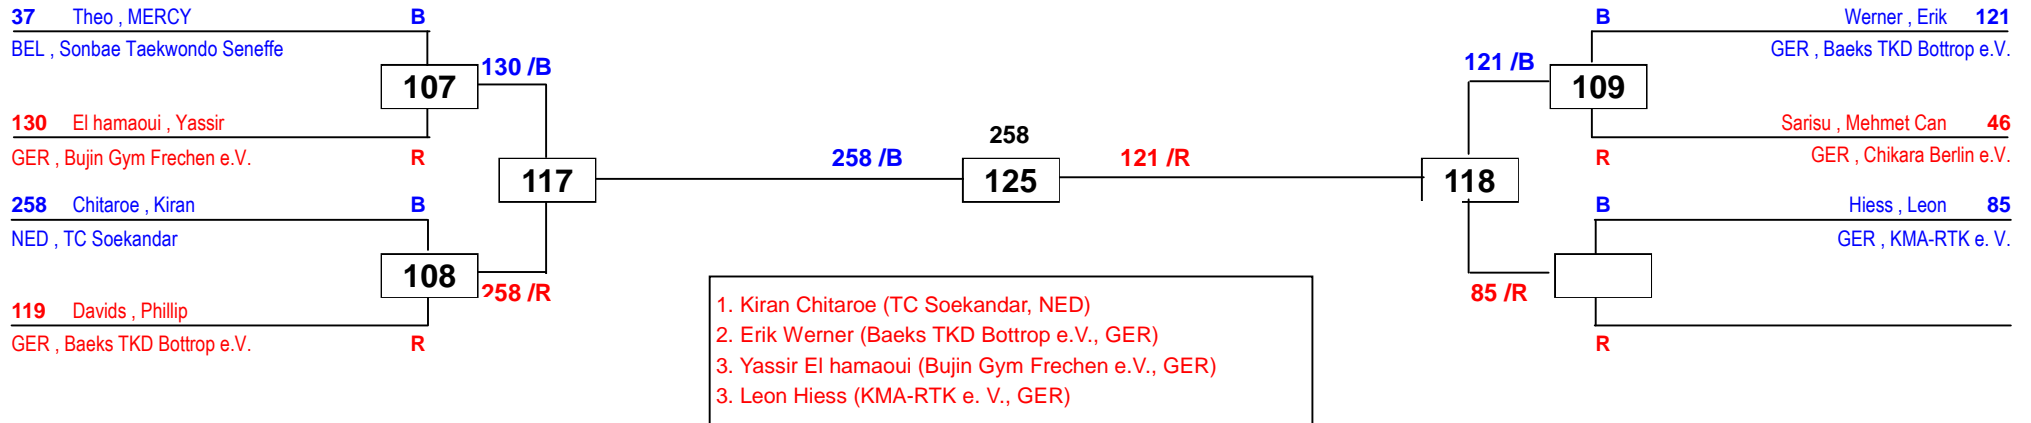 37 Theo , MERCY B
BEL , Sonbae Taekwondo Seneffe
107
130 /B
130 El hamaoui , Yassir
GER , Bujin Gym Frechen e.V. R
117
258 Chitaroe , Kiran B
NED , TC Soekandar
108
258 /R
119 Davids , Phillip
GER , Baeks TKD Bottrop e.V. R
258 /B
258
125
121 /R
B Werner , Erik 121
GER , Baeks TKD Bottrop e.V.
121 /B
109
Sarisu , Mehmet Can 46
R GER , Chikara Berlin e.V.
118
B Hiess , Leon 85
GER , KMA-RTK e. V.
85 /R
R
1. Kiran Chitaroe (TC Soekandar, NED)
2. Erik Werner (Baeks TKD Bottrop e.V., GER)
3. Yassir El hamaoui (Bujin Gym Frechen e.V., GER)
3. Leon Hiess (KMA-RTK e. V., GER)